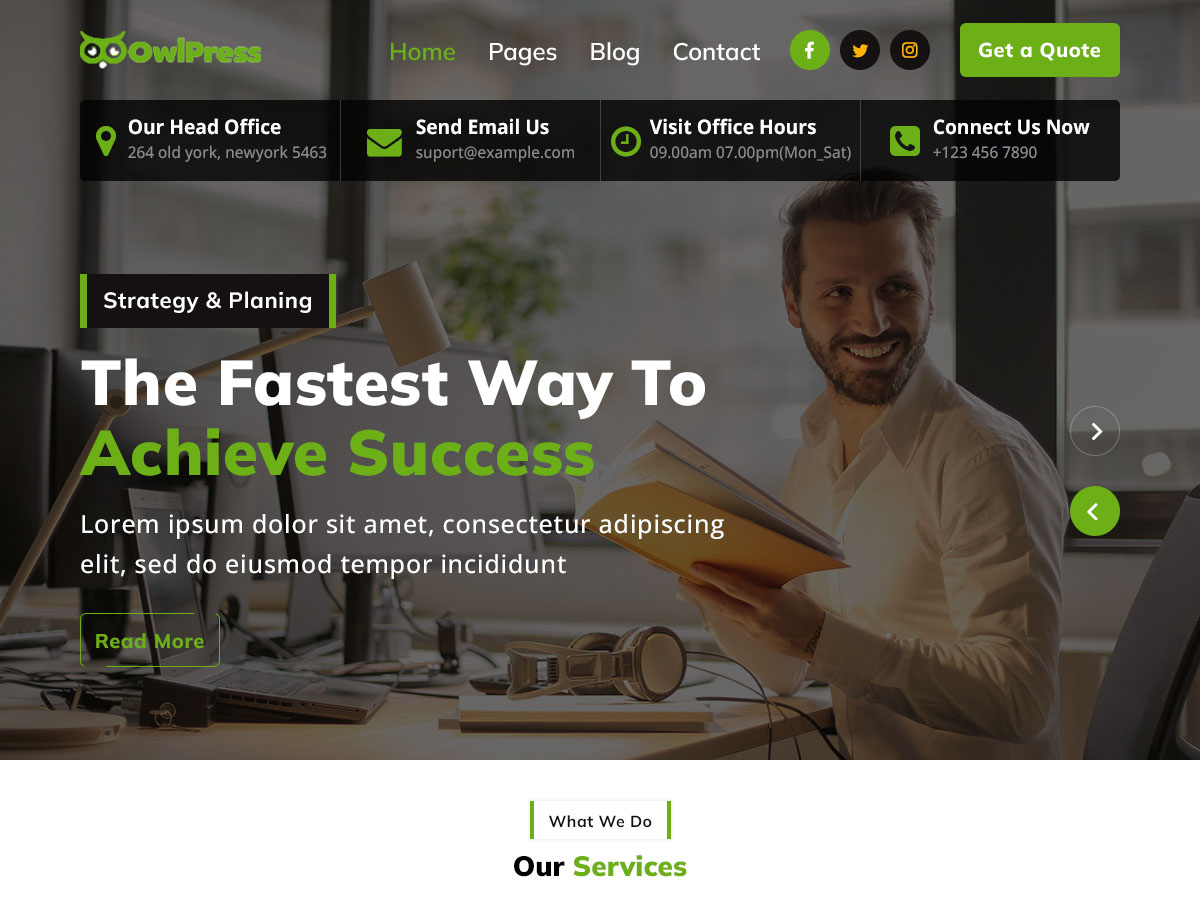 OwlPress
Home Pages Blog Contact
Get a Quote
Our Head Office
264 old york, newyork 5463
Send Email Us
suport@example.com
Visit Office Hours
09.00am 07.00pm(Mon_Sat)
Connect Us Now
+123 456 7890
Strategy & Planing
The Fastest Way To
Achieve Success
Lorem ipsum dolor sit amet, consectetur adipiscing
elit, sed do eiusmod tempor incididunt
Read More
What We Do
Our Services